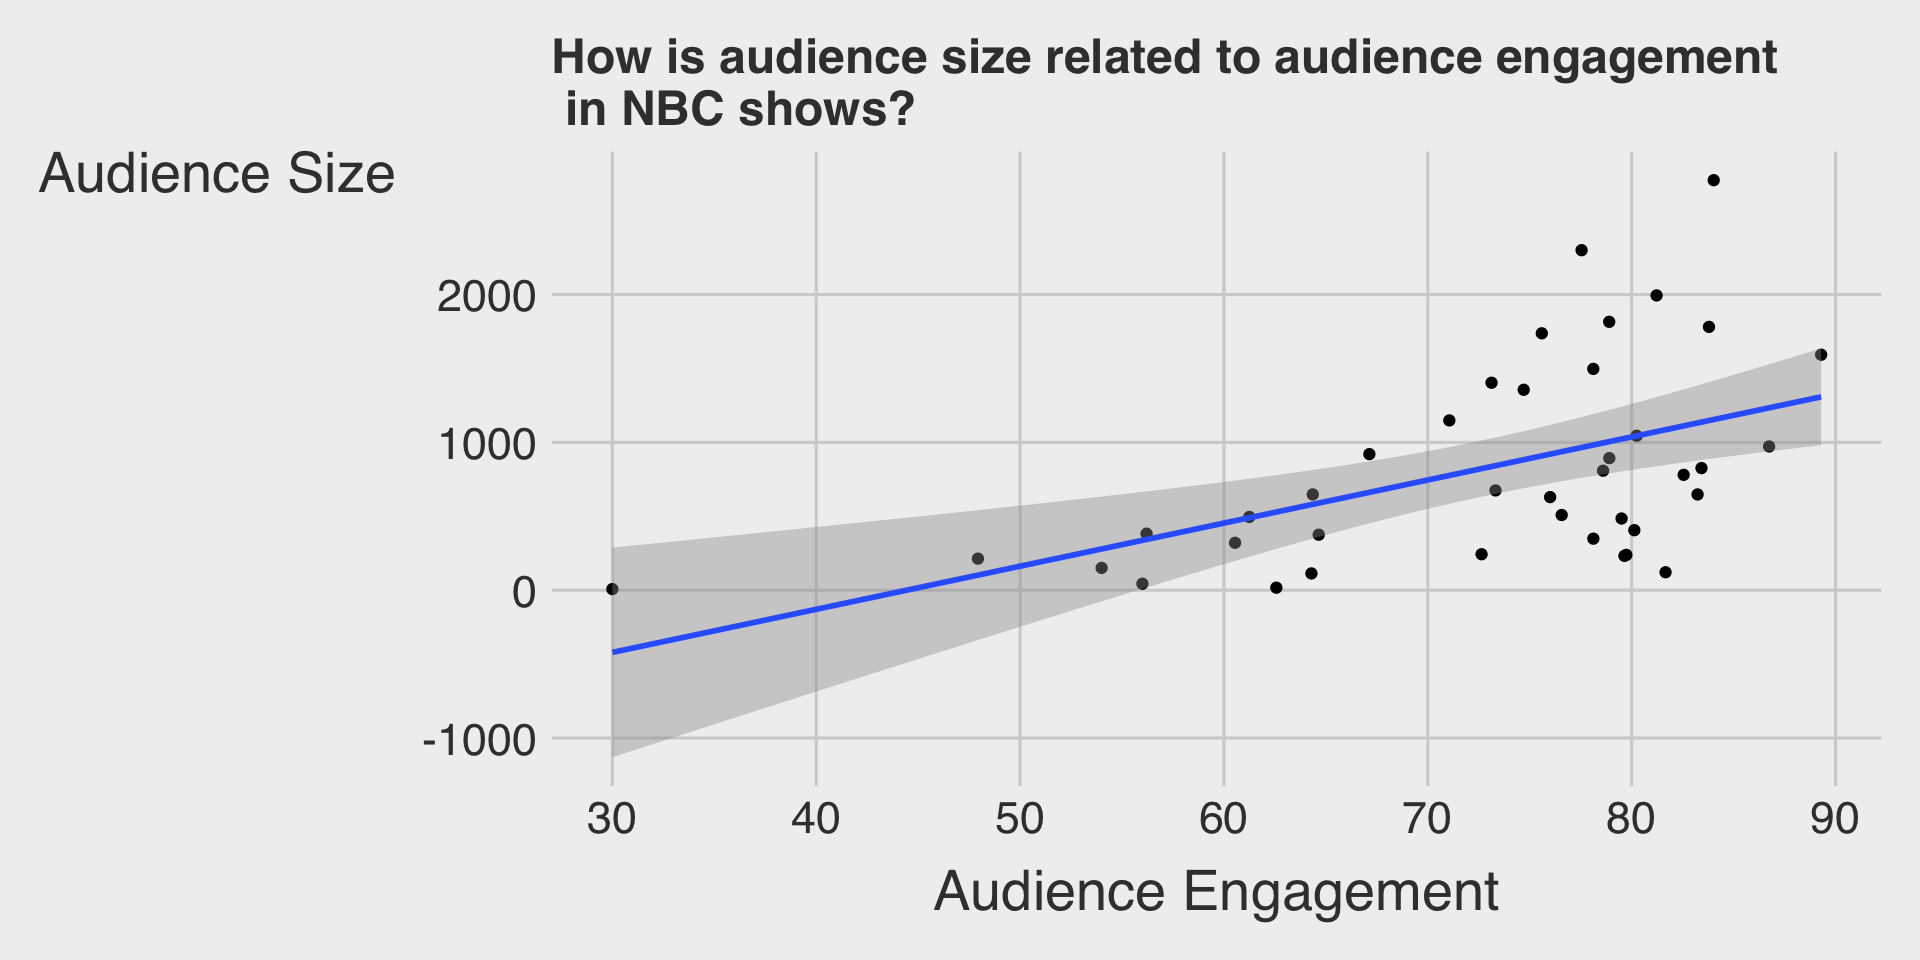 How is audience size related to audience engagement
in NBC shows?
Audience Size
2000
1000
0
-1000
30 40 50 60 70 80 90
Audience Engagement